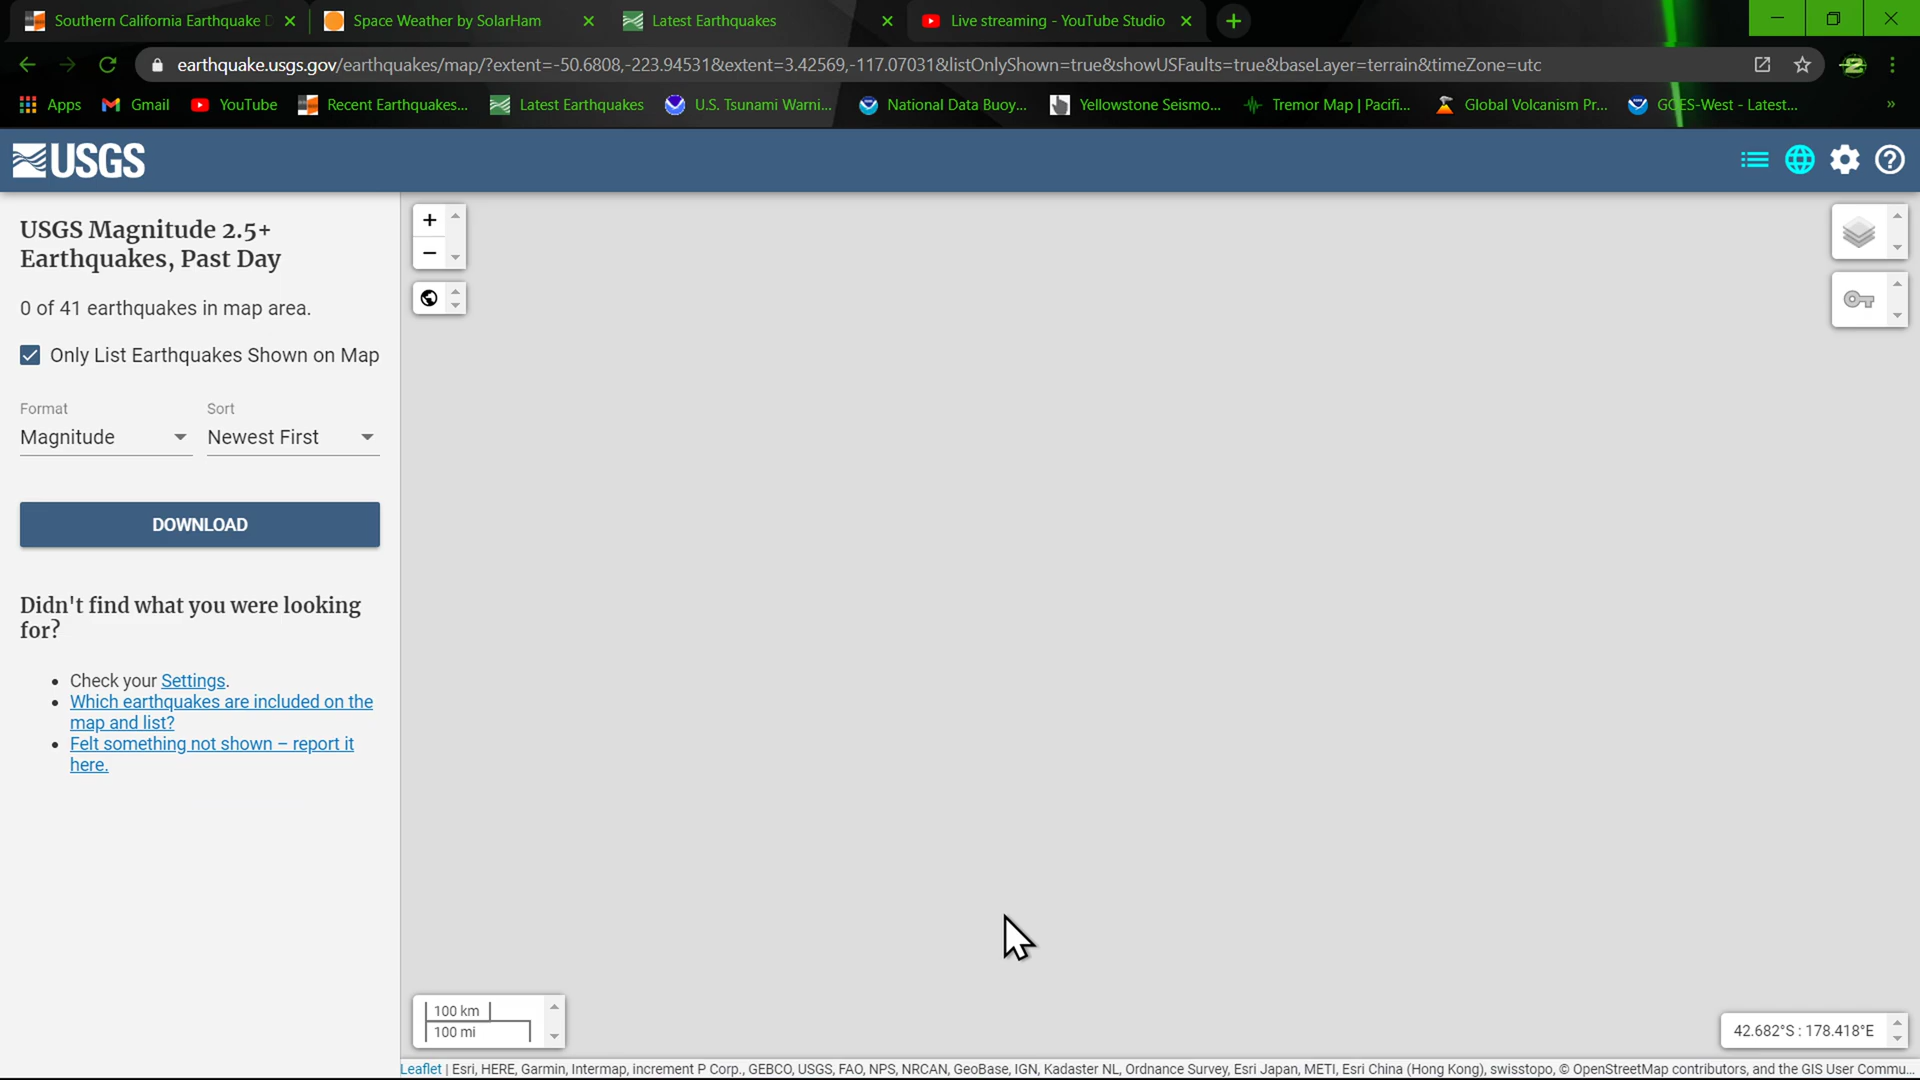 Southern California Earthquake D
Space Weather by SolarHam
Latest Earthquakes
Live streaming - YouTube Studio
earthquake.usgs.gov/earthquakes/map/?extent=-50.6808,-223.94531&extent=3.42569,-117.07031&listOnlyShown=true&showUSFaults=true&baseLayer=terrain&timeZone=utc
Apps Gmail YouTube Recent Earthquakes... Latest Earthquakes U.S. Tsunami Warni... National Data Buoy... Yellowstone Seismo... Tremor Map | Pacifi... Global Volcanism Pr... GOES-West - Latest... »
USGS
USGS Magnitude 2.5+
Earthquakes, Past Day
0 of 41 earthquakes in map area.
Only List Earthquakes Shown on Map
Format Sort
Magnitude Newest First
DOWNLOAD
Didn't find what you were looking
for?
Check your Settings.
Which earthquakes are included on the
map and list?
Felt something not shown – report it
here.
+
−
100 km
100 mi
42.682°S : 178.418°E
Leaflet | Esri, HERE, Garmin, Intermap, increment P Corp., GEBCO, USGS, FAO, NPS, NRCAN, GeoBase, IGN, Kadaster NL, Ordnance Survey, Esri Japan, METI, Esri China (Hong Kong), swisstopo, © OpenStreetMap contributors, and the GIS User Commu...